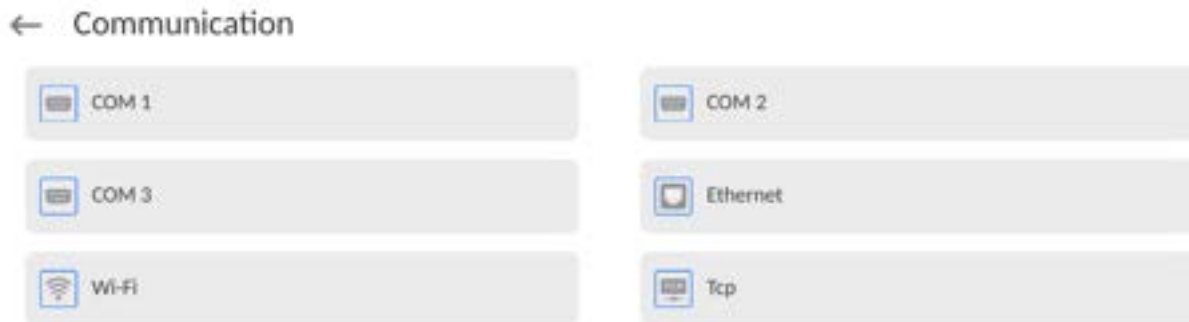 Communication
COM 1
COM 2
COM 3
Ethernet
Wi-Fi
Tcp